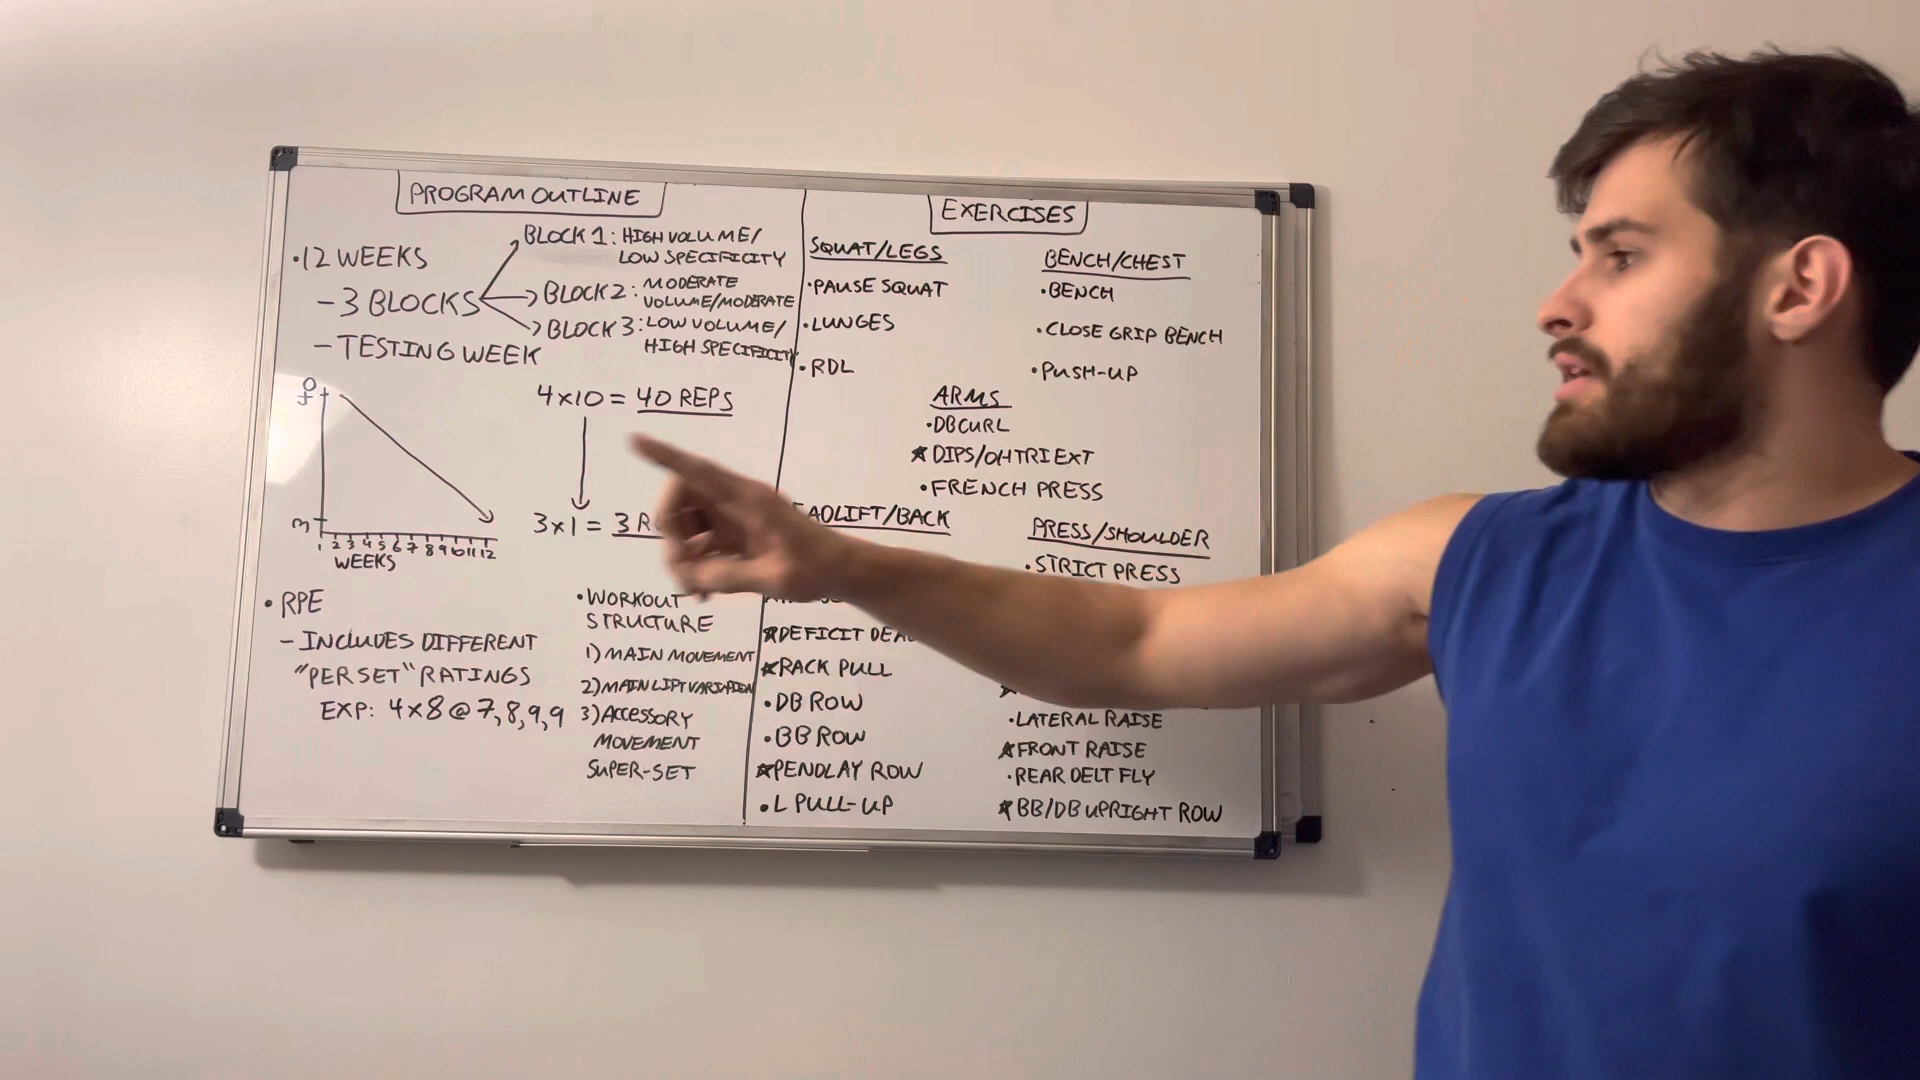 PROGRAM OUTLINE
•12 WEEKS
- 3 BLOCKS
- TESTING WEEK
BLOCK 1: HIGH VOLUME/
LOW SPECIFICITY
BLOCK 2: MODERATE
VOLUME/MODERATE
BLOCK 3: LOW VOLUME/
HIGH SPECIFICITY
40
3
1 2 3 4 5 6 7 8 9 10 11 12
WEEKS
4x10 = 40 REPS
3x1 = 3
• RPE
- INCLUDES DIFFERENT
"PER SET" RATINGS
EXP: 4x8@7,8,9,9
• WORKOUT
STRUCTURE
1) MAIN MOVEMENT
2) MAIN LIFT VARIATION
3) ACCESSORY
MOVEMENT
SUPER-SET
EXERCISES
SQUAT/LEGS
•PAUSE SQUAT
•LUNGES
•RDL
BENCH/CHEST
•BENCH
•CLOSE GRIP BENCH
•PUSH-UP
ARMS
•DB CURL
★DIPS/OH TRI EXT
•FRENCH PRESS
/BACK
★DEFICIT
★RACK PULL
•DB ROW
•BB ROW
★PENDLAY ROW
•L PULL-UP
PRESS/SHOULDER
•STRICT PRESS
•LATERAL RAISE
★FRONT RAISE
•REAR DELT FLY
★BB/DB UPRIGHT ROW